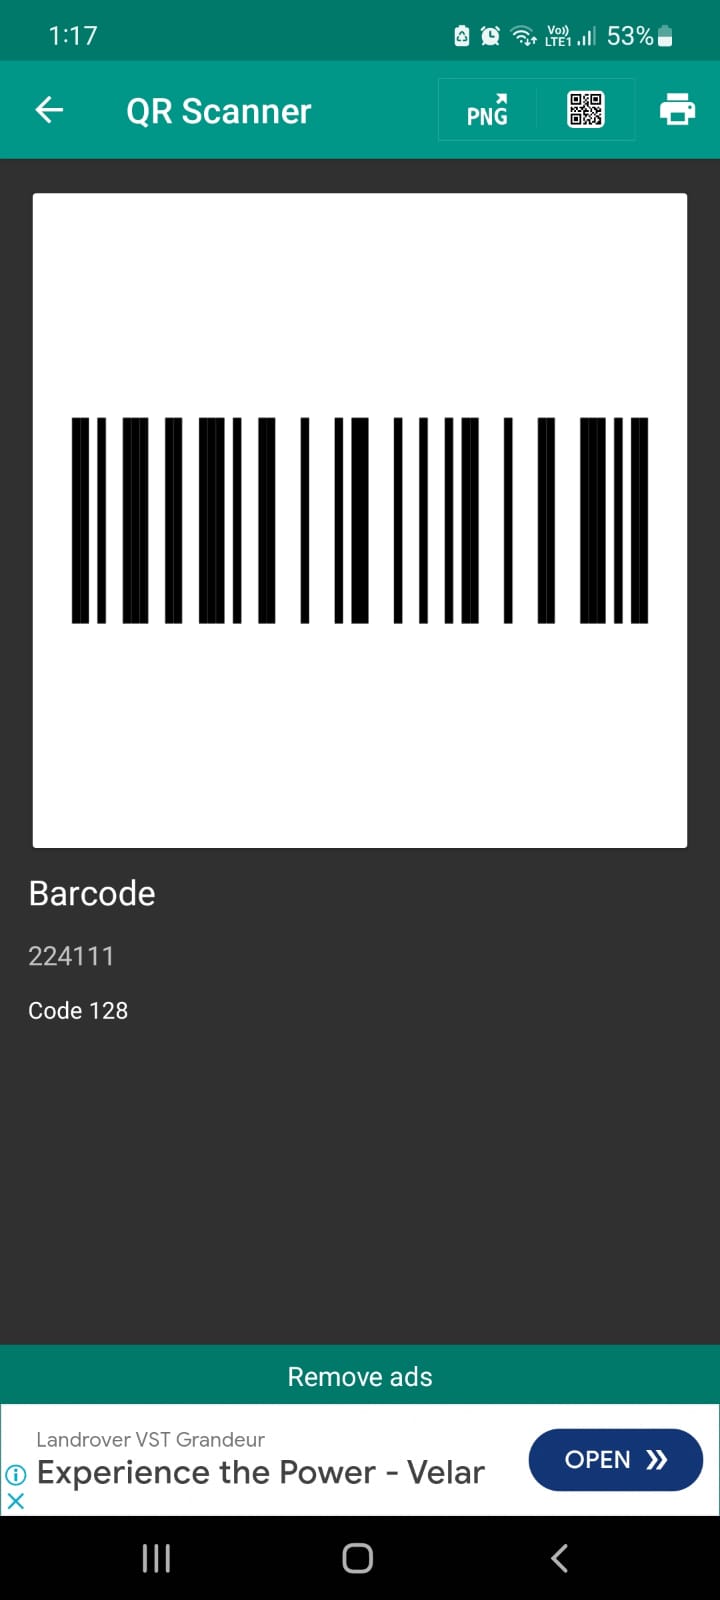 1:17
Vo))
LTE1
53%
QR Scanner
PNG
Barcode
224111
Code 128
Remove ads
Landrover VST Grandeur
Experience the Power - Velar
OPEN